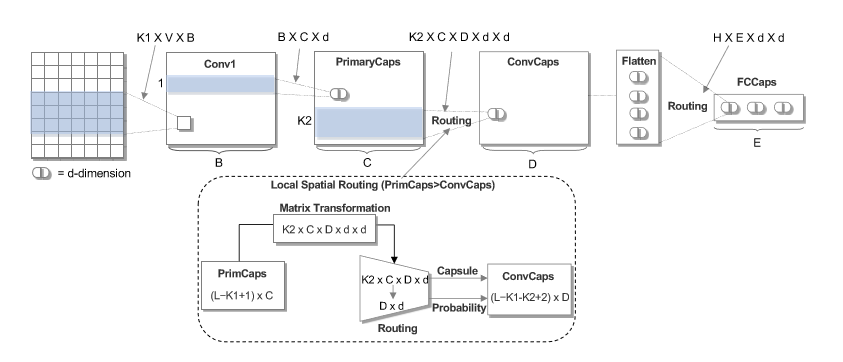 K1 X V X B
B X C X d
K2 X C X D X d X d
H X E X d X d
Conv1
PrimaryCaps
ConvCaps
Flatten
FCCaps
1
K2
Routing
Routing
B
C
D
E
= d-dimension
Local Spatial Routing (PrimCaps>ConvCaps)
Matrix Transformation
K2 x C x D x d x d
PrimCaps
(L−K1+1) x C
K2 x C x D x d
D x d
Routing
Capsule
Probability
ConvCaps
(L−K1-K2+2) x D